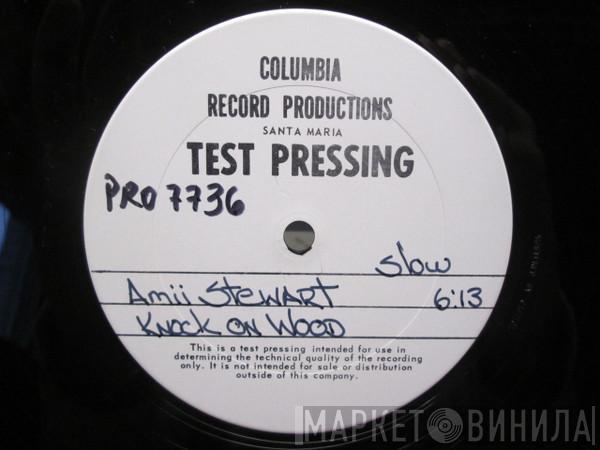 COLUMBIA
RECORD PRODUCTIONS
SANTA MARIA
TEST PRESSING
PRO 7736
slow
Amii Stewart 6:13
Knock on Wood
This is a test pressing intended for use in
determining the technical quality of the recording
only. It is not intended for sale or distribution
outside of this company.
МАРКЕТ ВИНИЛА